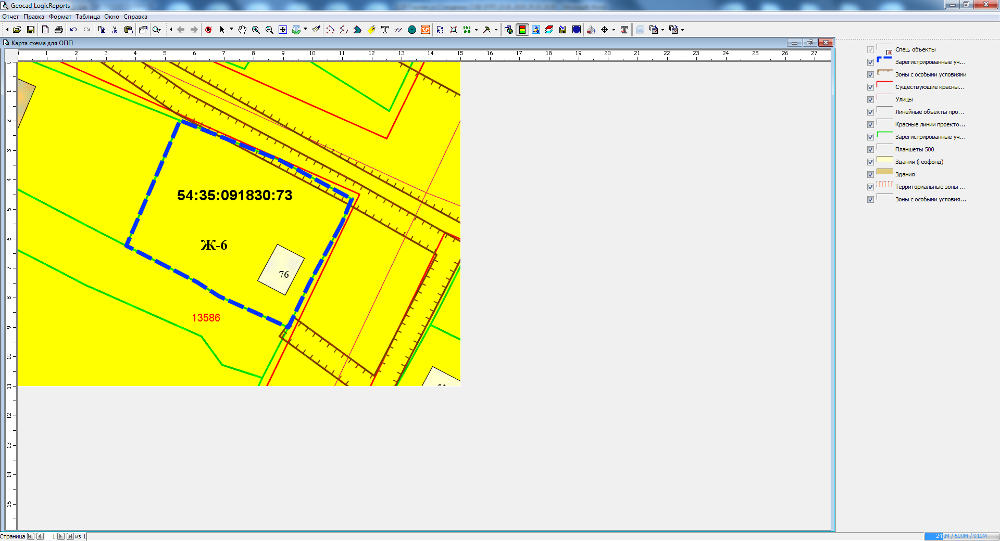 Geocad LogicReports
Отчет Правка Формат Таблица Окно Справка
Карта схема для ОПП
0 1 2 3 4 5 6 7 8 9 10 11 12 13 14 15 16 17 18 19 20 21 22 23 24 25 26 27
0 1 2 3 4 5 6 7 8 9 10 11 12 13 14 15
54:35:091830:73
Ж-6
76
13586
Спец. объекты
Зарегистрированные уч...
Зоны с особыми условиями
Существующие красны...
Улицы
Линейные объекты про...
Красные линии проекто...
Зарегистрированные уч...
Планшеты 500
Здания (геофонд)
Здания
Территориальные зоны ...
Зоны с особыми условия...
Страница 1 из 1
24M / 609M / 910M